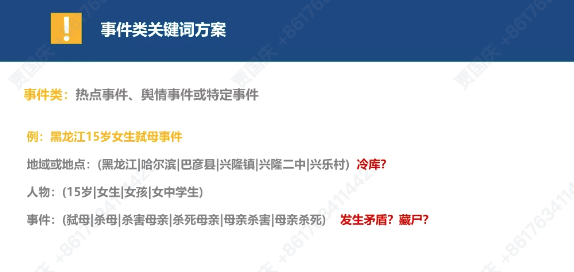 事件类关键词方案
事件类：热点事件、舆情事件或特定事件
例：黑龙江15岁女生弑母事件
地域或地点：(黑龙江|哈尔滨|巴彦县|兴隆镇|兴隆二中|兴乐村) 冷库？
人物：(15岁|女生|女孩|女中学生)
事件：(弑母|杀母|杀害母亲|杀死母亲|母亲杀害|母亲杀死) 发生矛盾？藏尸？